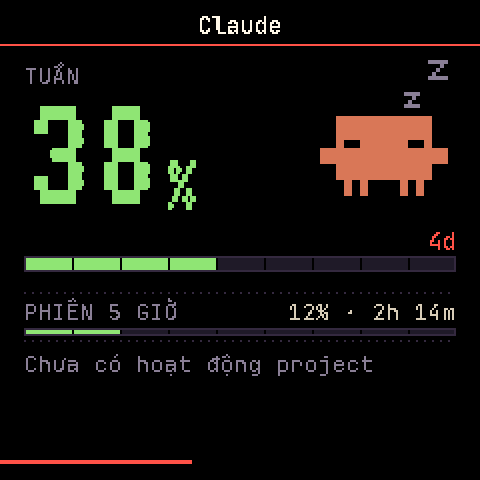 Claude
TUẦN
Z
z
38%
4d
PHIÊN 5 GIỜ 12% · 2h 14m
Chưa có hoạt động project